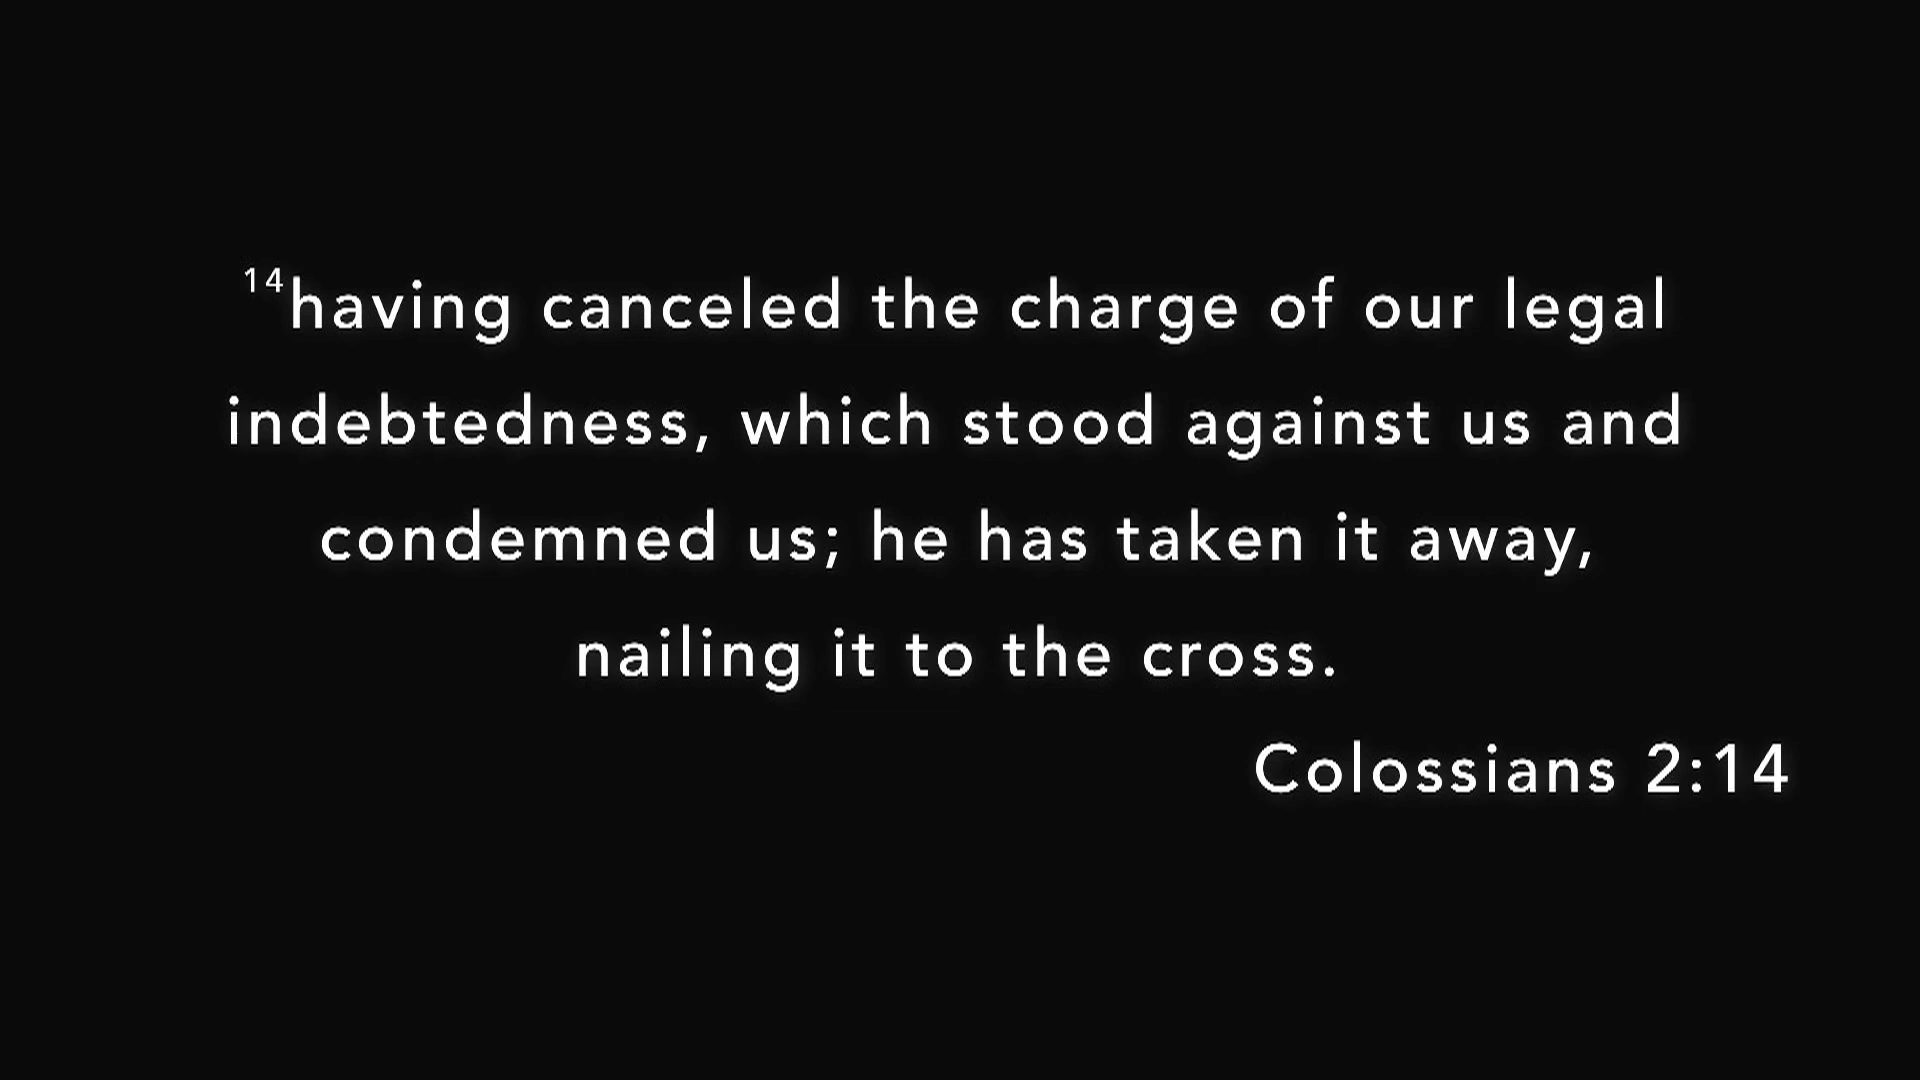 14having canceled the charge of our legal
indebtedness, which stood against us and
condemned us; he has taken it away,
nailing it to the cross.
Colossians 2:14